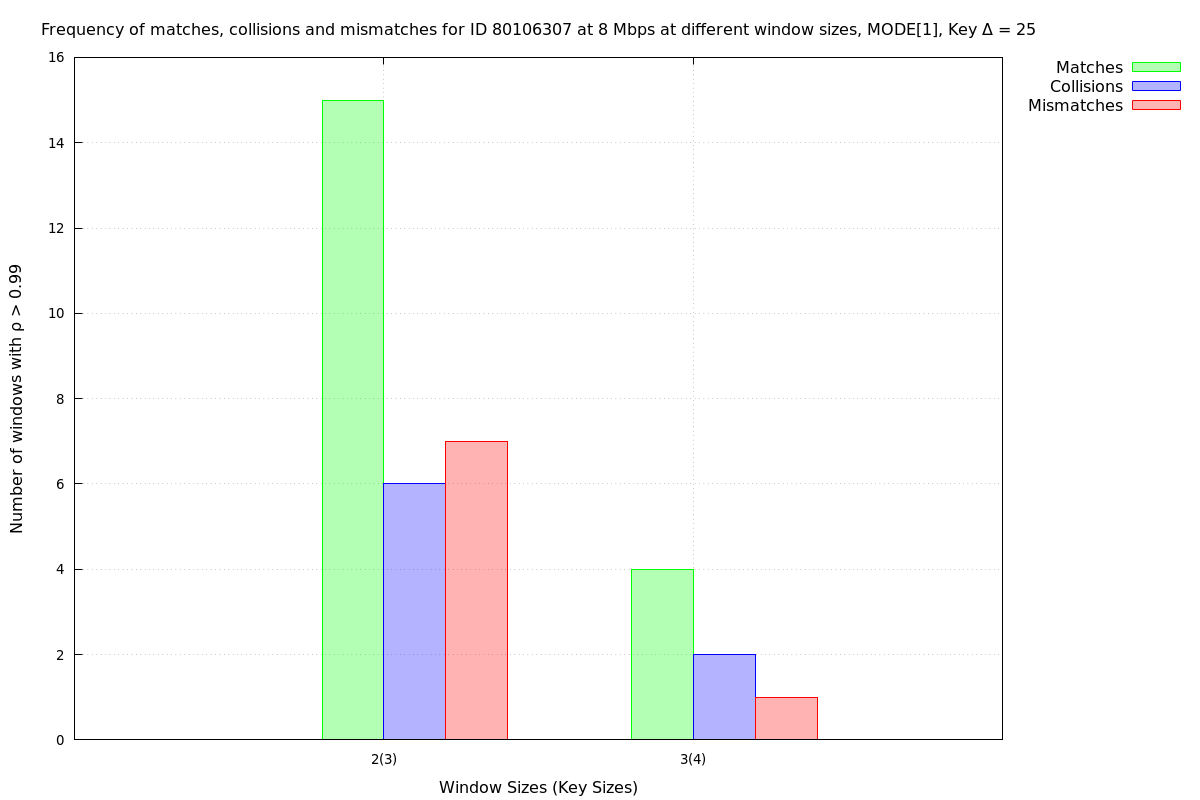 Frequency of matches, collisions and mismatches for ID 80106307 at 8 Mbps at different window sizes, MODE[1], Key Δ = 25
Matches
Collisions
Mismatches
Number of windows with ρ > 0.99
16
14
12
10
8
6
4
2
0
2(3)
3(4)
Window Sizes (Key Sizes)